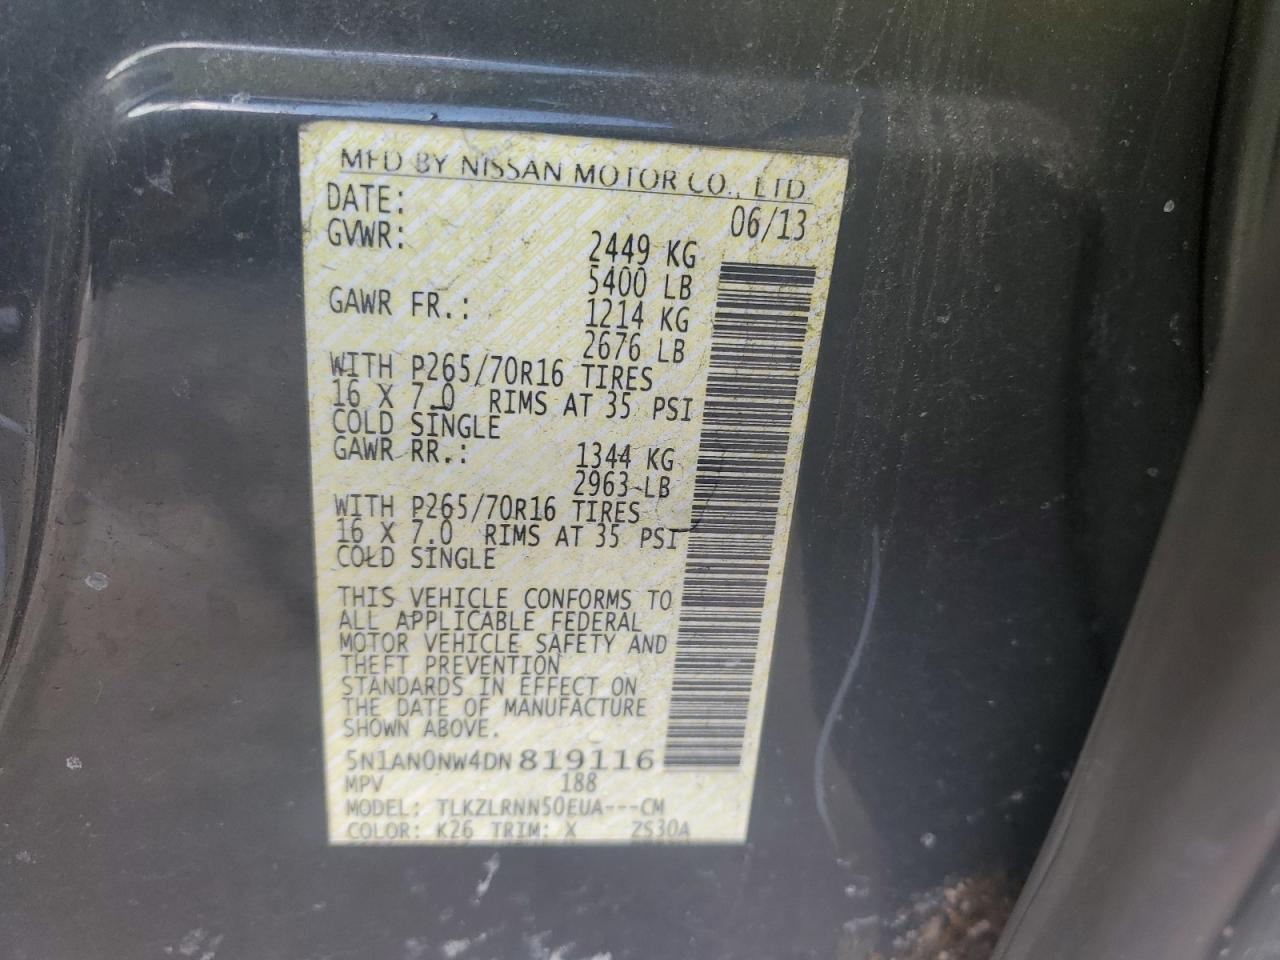 MFD BY NISSAN MOTOR CO., LTD.
DATE: 06/13
GVWR: 2449 KG
5400 LB
GAWR FR.: 1214 KG
2676 LB
WITH P265/70R16 TIRES
16 X 7.0 RIMS AT 35 PSI
COLD SINGLE
GAWR RR.: 1344 KG
2963 LB
WITH P265/70R16 TIRES
16 X 7.0 RIMS AT 35 PSI
COLD SINGLE
THIS VEHICLE CONFORMS TO
ALL APPLICABLE FEDERAL
MOTOR VEHICLE SAFETY AND
THEFT PREVENTION
STANDARDS IN EFFECT ON
THE DATE OF MANUFACTURE
SHOWN ABOVE.
5N1AN0NW4DN819116
MPV 188
MODEL: TLKZLRNN50EUA---CM
COLOR: K26 TRIM: X ZS30A